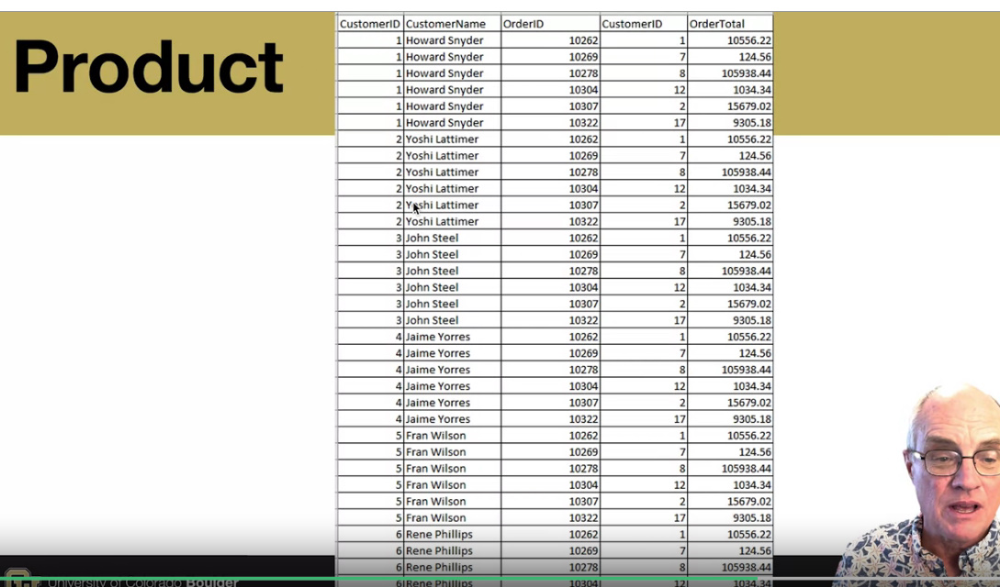 Product
CustomerID CustomerName OrderID CustomerID OrderTotal
1 Howard Snyder 10262 1 10556.22
1 Howard Snyder 10269 7 124.56
1 Howard Snyder 10278 8 105938.44
1 Howard Snyder 10304 12 1034.34
1 Howard Snyder 10307 2 15679.02
1 Howard Snyder 10322 17 9305.18
2 Yoshi Lattimer 10262 1 10556.22
2 Yoshi Lattimer 10269 7 124.56
2 Yoshi Lattimer 10278 8 105938.44
2 Yoshi Lattimer 10304 12 1034.34
2 Yoshi Lattimer 10307 2 15679.02
2 Yoshi Lattimer 10322 17 9305.18
3 John Steel 10262 1 10556.22
3 John Steel 10269 7 124.56
3 John Steel 10278 8 105938.44
3 John Steel 10304 12 1034.34
3 John Steel 10307 2 15679.02
3 John Steel 10322 17 9305.18
4 Jaime Yorres 10262 1 10556.22
4 Jaime Yorres 10269 7 124.56
4 Jaime Yorres 10278 8 105938.44
4 Jaime Yorres 10304 12 1034.34
4 Jaime Yorres 10307 2 15679.02
4 Jaime Yorres 10322 17 9305.18
5 Fran Wilson 10262 1 10556.22
5 Fran Wilson 10269 7 124.56
5 Fran Wilson 10278 8 105938.44
5 Fran Wilson 10304 12 1034.34
5 Fran Wilson 10307 2 15679.02
5 Fran Wilson 10322 17 9305.18
6 Rene Phillips 10262 1 10556.22
6 Rene Phillips 10269 7 124.56
6 Rene Phillips 10278 8 105938.44
6 Rene Phillips 10304 12 1034.34
University of Colorado Boulder